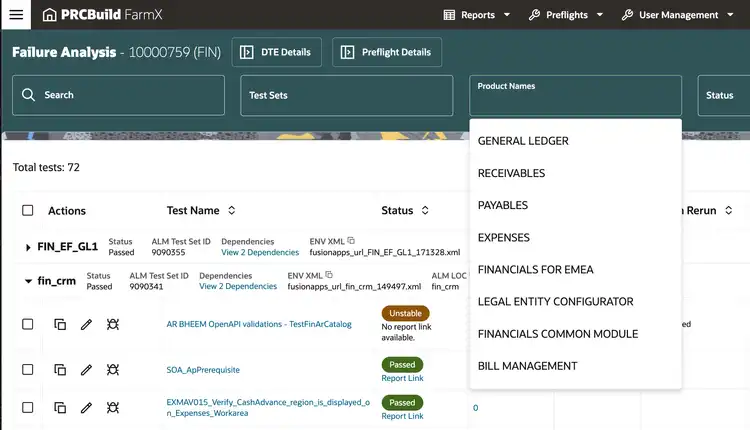 PRCBuild FarmX
Reports
Preflights
User Management
Failure Analysis - 10000759 (FIN)
DTE Details
Preflight Details
Search
Test Sets
Product Names
Status
GENERAL LEDGER
RECEIVABLES
PAYABLES
EXPENSES
FINANCIALS FOR EMEA
LEGAL ENTITY CONFIGURATOR
FINANCIALS COMMON MODULE
BILL MANAGEMENT
Total tests: 72
Actions
Test Name
Status
Rerun
FIN_EF_GL1
Status
Passed
ALM Test Set ID
9090355
Dependencies
View 2 Dependencies
ENV XML
fusionapps_url_FIN_EF_GL1_171328.xml
fin_crm
Status
Passed
ALM Test Set ID
9090341
Dependencies
View 2 Dependencies
ENV XML
fusionapps_url_fin_crm_149497.xml
ALM LOC
fin_crm
AR BHEEM OpenAPI validations - TestFinArCatalog
Unstable
No report link
available.
SOA_ApPrerequisite
Passed
Report Link
EXMAV015_Verify_CashAdvance_region_is_displayed_o
n_Expenses_Workarea
Passed
Report Link
0